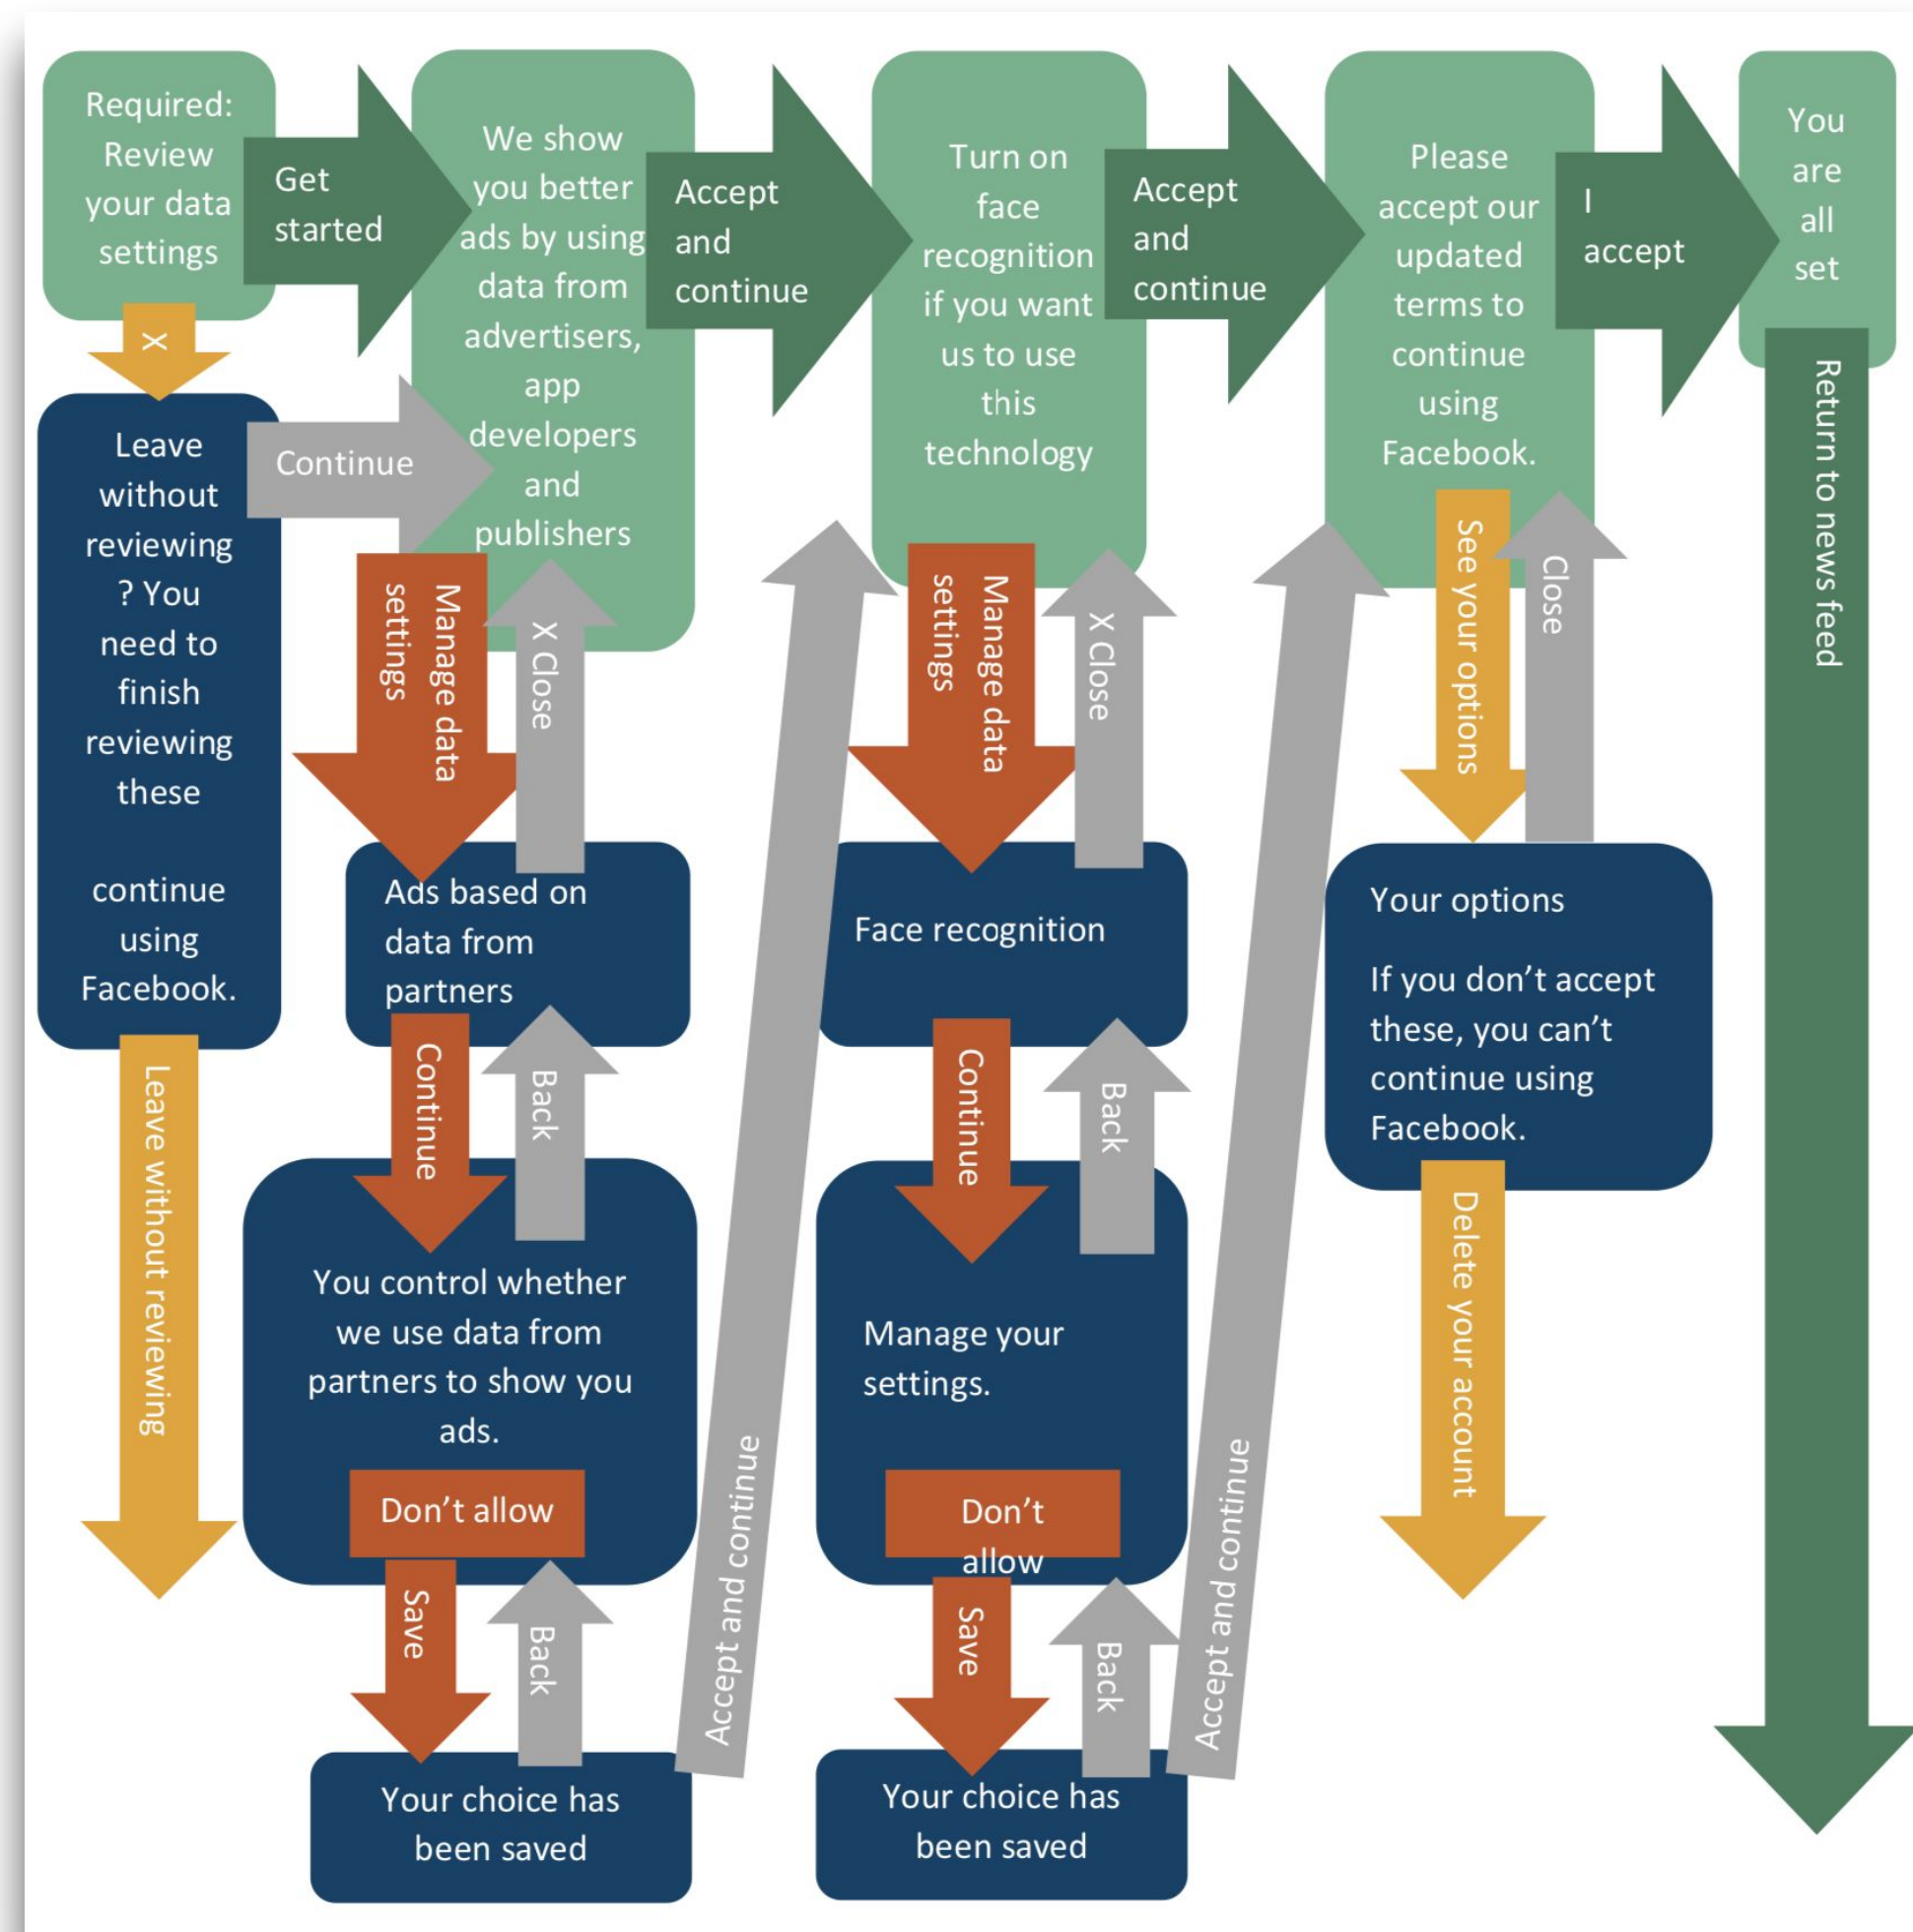 Required:
Review
your data
settings
Get
started
We show
you better
ads by using
data from
advertisers,
app
developers
and
publishers
Accept
and
continue
Turn on
face
recognition
if you want
us to use
this
technology
Accept
and
continue
Please
accept our
updated
terms to
continue
using
Facebook.
I
accept
You
are
all
set
Return to news feed
X
Leave
without
reviewing
? You
need to
finish
reviewing
these
continue
using
Facebook.
Continue
Leave without reviewing
Manage data
settings
X Close
Ads based on
data from
partners
Continue
Back
You control whether
we use data from
partners to show you
ads.
Don't allow
Save
Back
Your choice has
been saved
Accept and continue
Manage data
settings
X Close
Face recognition
Continue
Back
Manage your
settings.
Don't
allow
Save
Back
Your choice has
been saved
Accept and continue
See your options
Close
Your options
If you don't accept
these, you can't
continue using
Facebook.
Delete your account